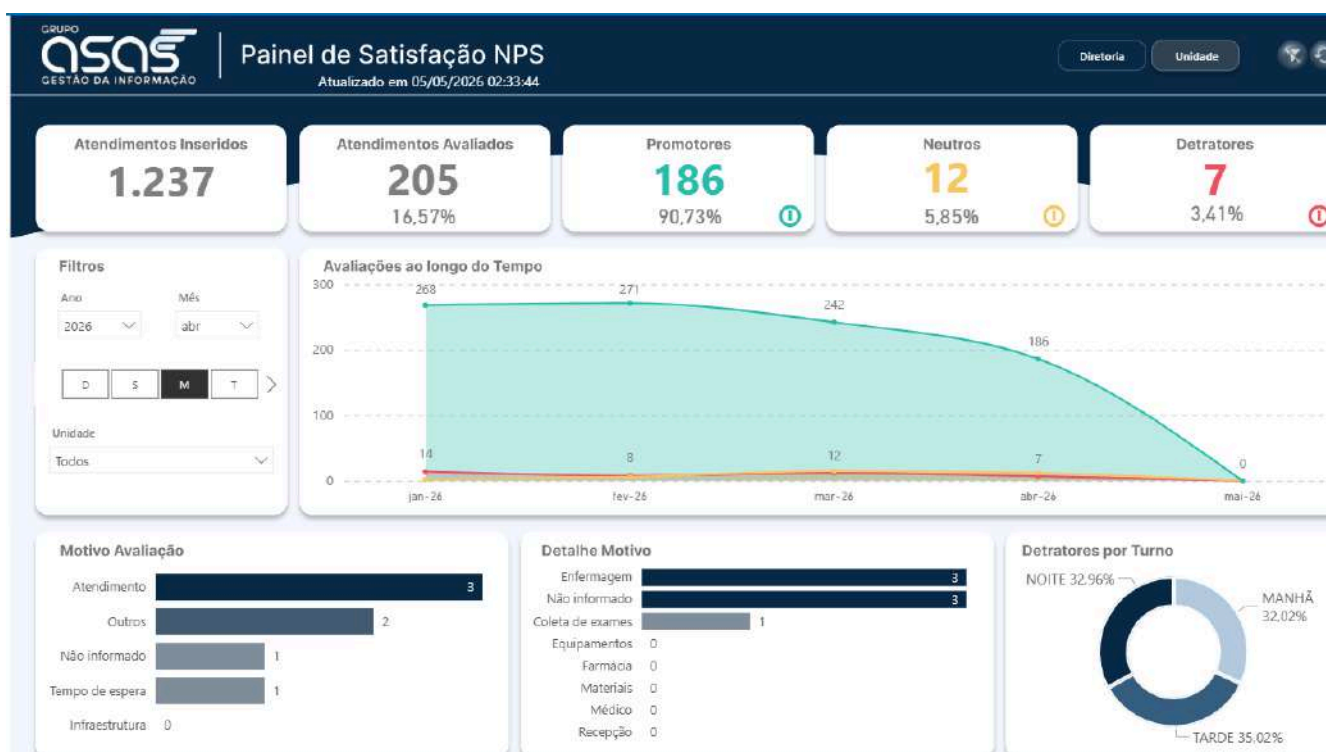 GRUPO
asas
GESTÃO DA INFORMAÇÃO
Painel de Satisfação NPS
Atualizado em 05/05/2026 02:33:44
Diretoria
Unidade
Atendimentos Inseridos
1.237
Atendimentos Avaliados
205
16,57%
Promotores
186
90,73%
Neutros
12
5,85%
Detratores
7
3,41%
Filtros
Ano
Mês
2026
abr
D
S
M
T
Unidade
Todos
Avaliações ao longo do Tempo
300
200
100
0
268
271
242
186
14
8
12
7
0
jan-26
fev-26
mar-26
abr-26
mai-26
Motivo Avaliação
Atendimento
3
Outros
2
Não informado
1
Tempo de espera
1
Infraestrutura
0
Detalhe Motivo
Enfermagem
3
Não informado
3
Coleta de exames
1
Equipamentos
0
Farmácia
0
Materiais
0
Médico
0
Recepção
0
Detratores por Turno
NOITE 32.96%
MANHÃ
32,02%
TARDE 35,02%